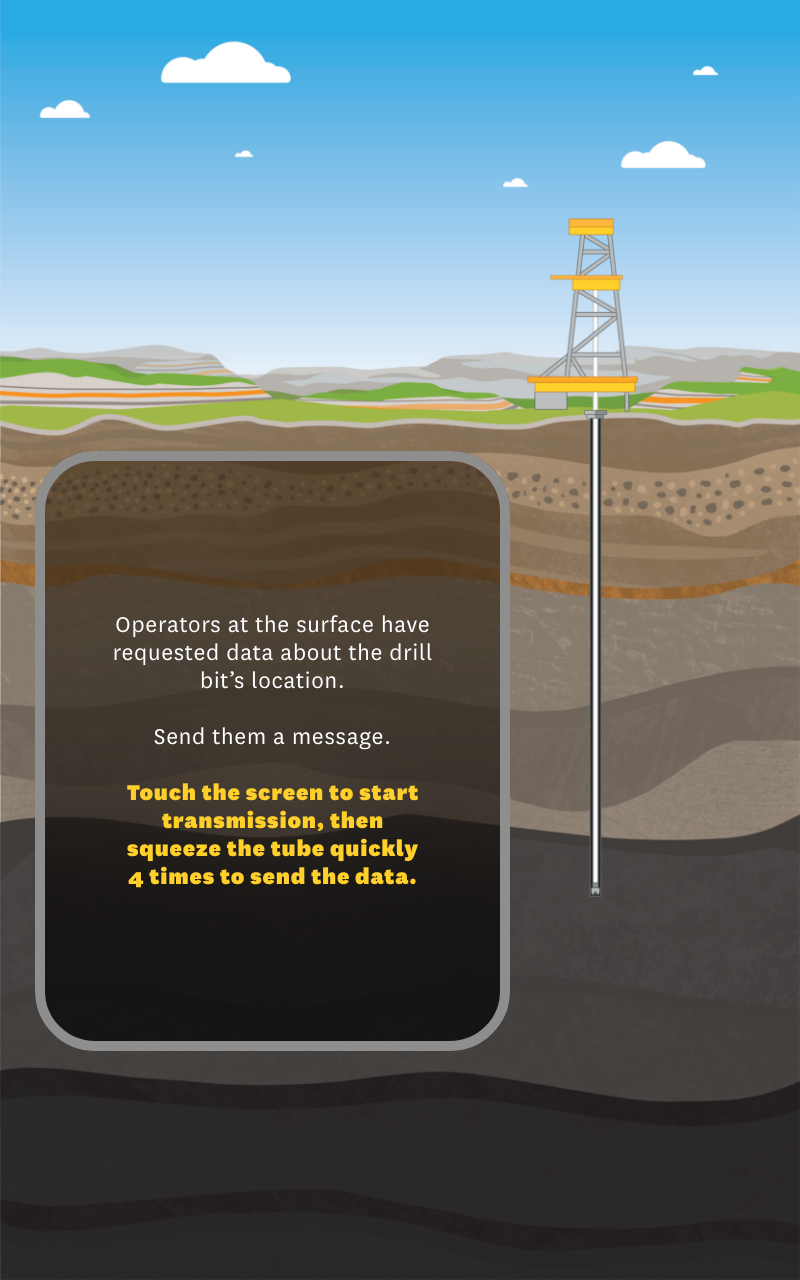 Operators at the surface have
requested data about the drill
bit’s location.
Send them a message.
Touch the screen to start
transmission, then
squeeze the tube quickly
4 times to send the data.